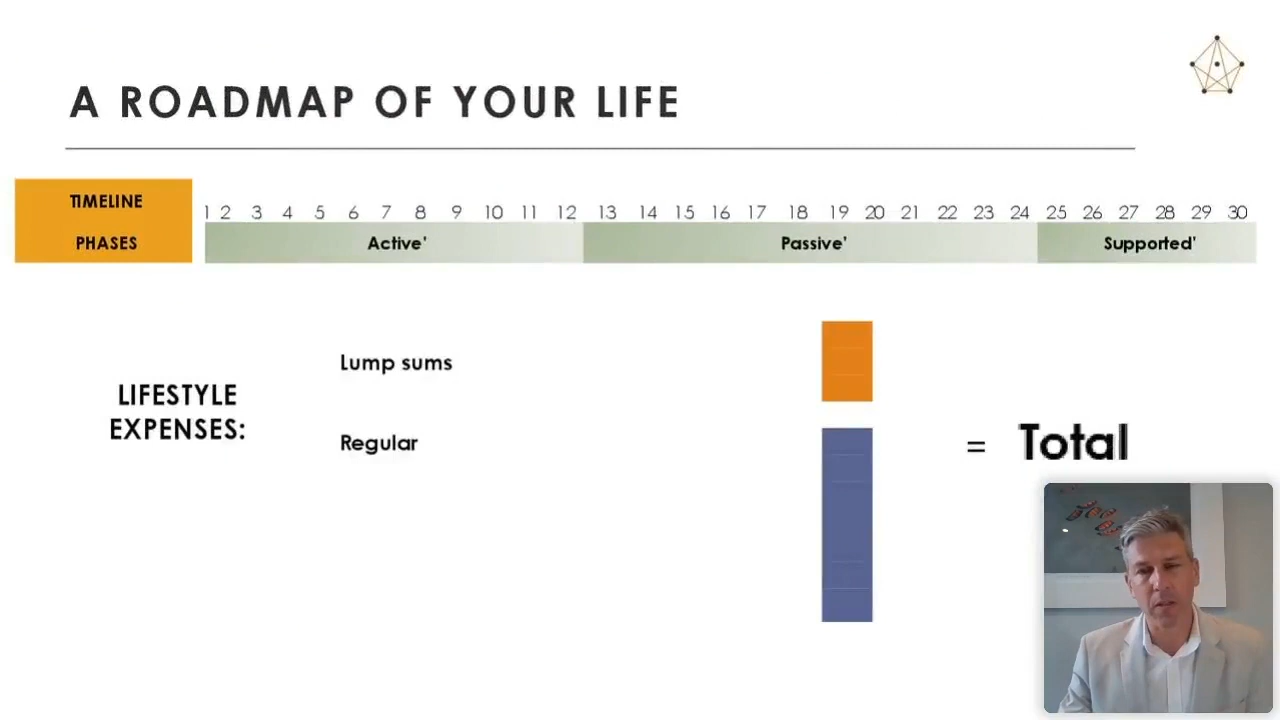 A ROADMAP OF YOUR LIFE
TIMELINE
1 2 3 4 5 6 7 8 9 10 11 12 13 14 15 16 17 18 19 20 21 22 23 24 25 26 27 28 29 30
PHASES Active' Passive' Supported'
Lump sums
LIFESTYLE
EXPENSES:
Regular
= Total